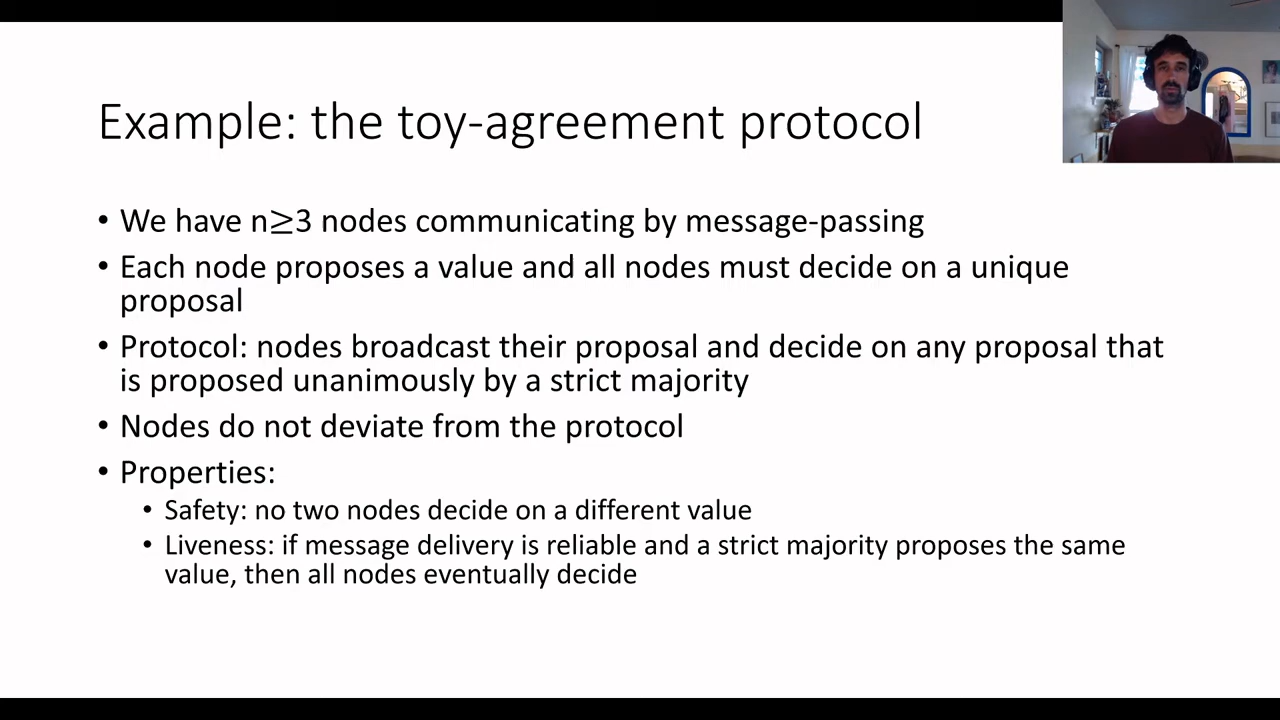 Example: the toy-agreement protocol
• We have n≥3 nodes communicating by message-passing
• Each node proposes a value and all nodes must decide on a unique
proposal
• Protocol: nodes broadcast their proposal and decide on any proposal that
is proposed unanimously by a strict majority
• Nodes do not deviate from the protocol
• Properties:
• Safety: no two nodes decide on a different value
• Liveness: if message delivery is reliable and a strict majority proposes the same
value, then all nodes eventually decide